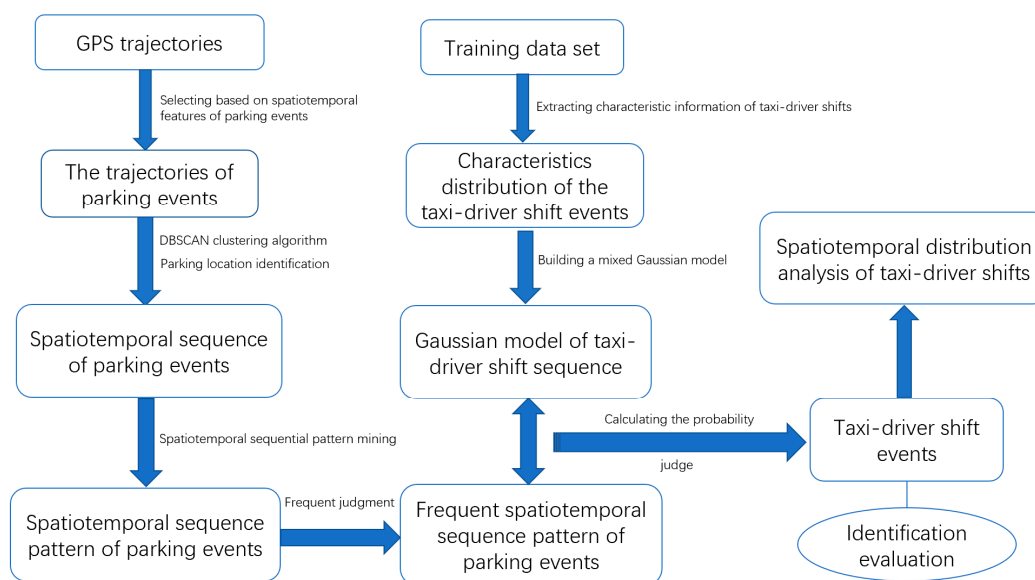 GPS trajectories
Selecting based on spatiotemporal
features of parking events
The trajectories of
parking events
DBSCAN clustering algorithm
Parking location identification
Spatiotemporal sequence
of parking events
Spatiotemporal sequential pattern mining
Spatiotemporal sequence
pattern of parking events
Frequent judgment
Training data set
Extracting characteristic information of taxi-driver shifts
Characteristics
distribution of the
taxi-driver shift events
Building a mixed Gaussian model
Gaussian model of taxi-
driver shift sequence
Frequent spatiotemporal
sequence pattern of
parking events
Calculating the probability
judge
Spatiotemporal distribution
analysis of taxi-driver shifts
Taxi-driver shift
events
Identification
evaluation